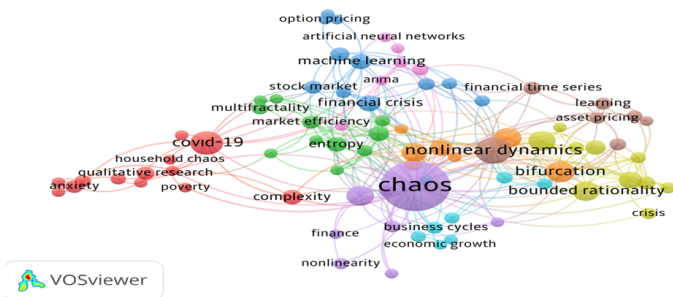 option pricing
artificial neural networks
machine learning
arma
stock market
financial time series
multifractality
financial crisis
learning
market efficiency
asset pricing
covid-19
entropy
nonlinear dynamics
household chaos
qualitative research
bifurcation
anxiety
poverty
chaos
bounded rationality
complexity
crisis
business cycles
finance
economic growth
nonlinearity
VOSviewer